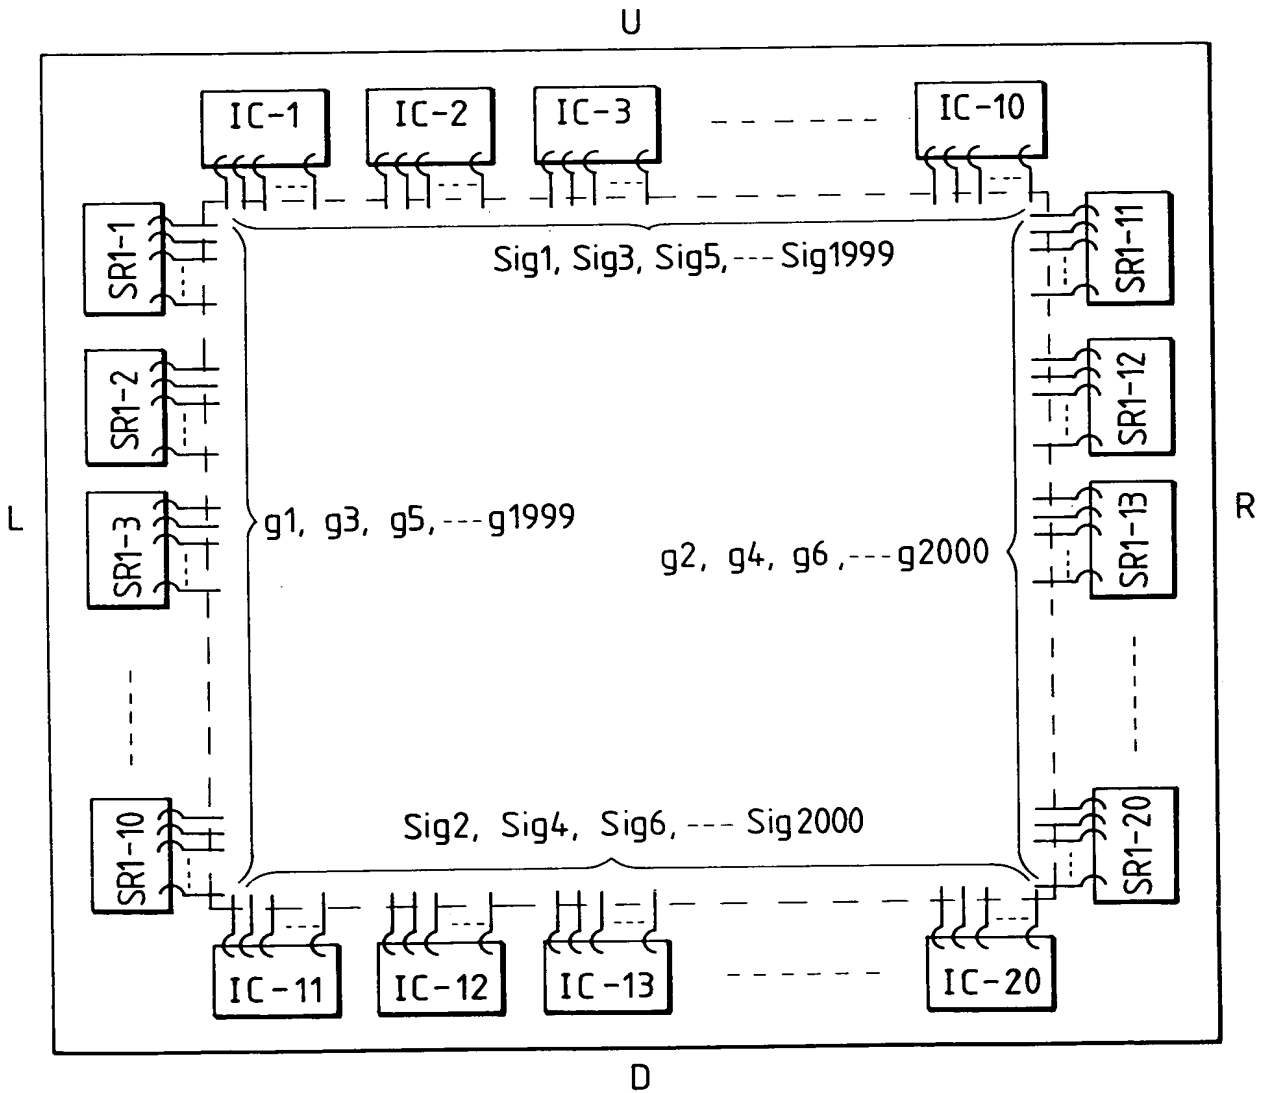 U
IC-1 IC-2 IC-3 IC-10
SR1-1
SR1-11
Sig1, Sig3, Sig5, --- Sig1999
SR1-2
SR1-12
L
SR1-3
g1, g3, g5, --- g1999
SR1-13
R
g2, g4, g6, --- g2000
SR1-10
Sig2, Sig4, Sig6, --- Sig2000
SR1-20
IC-11 IC-12 IC-13 IC-20
D